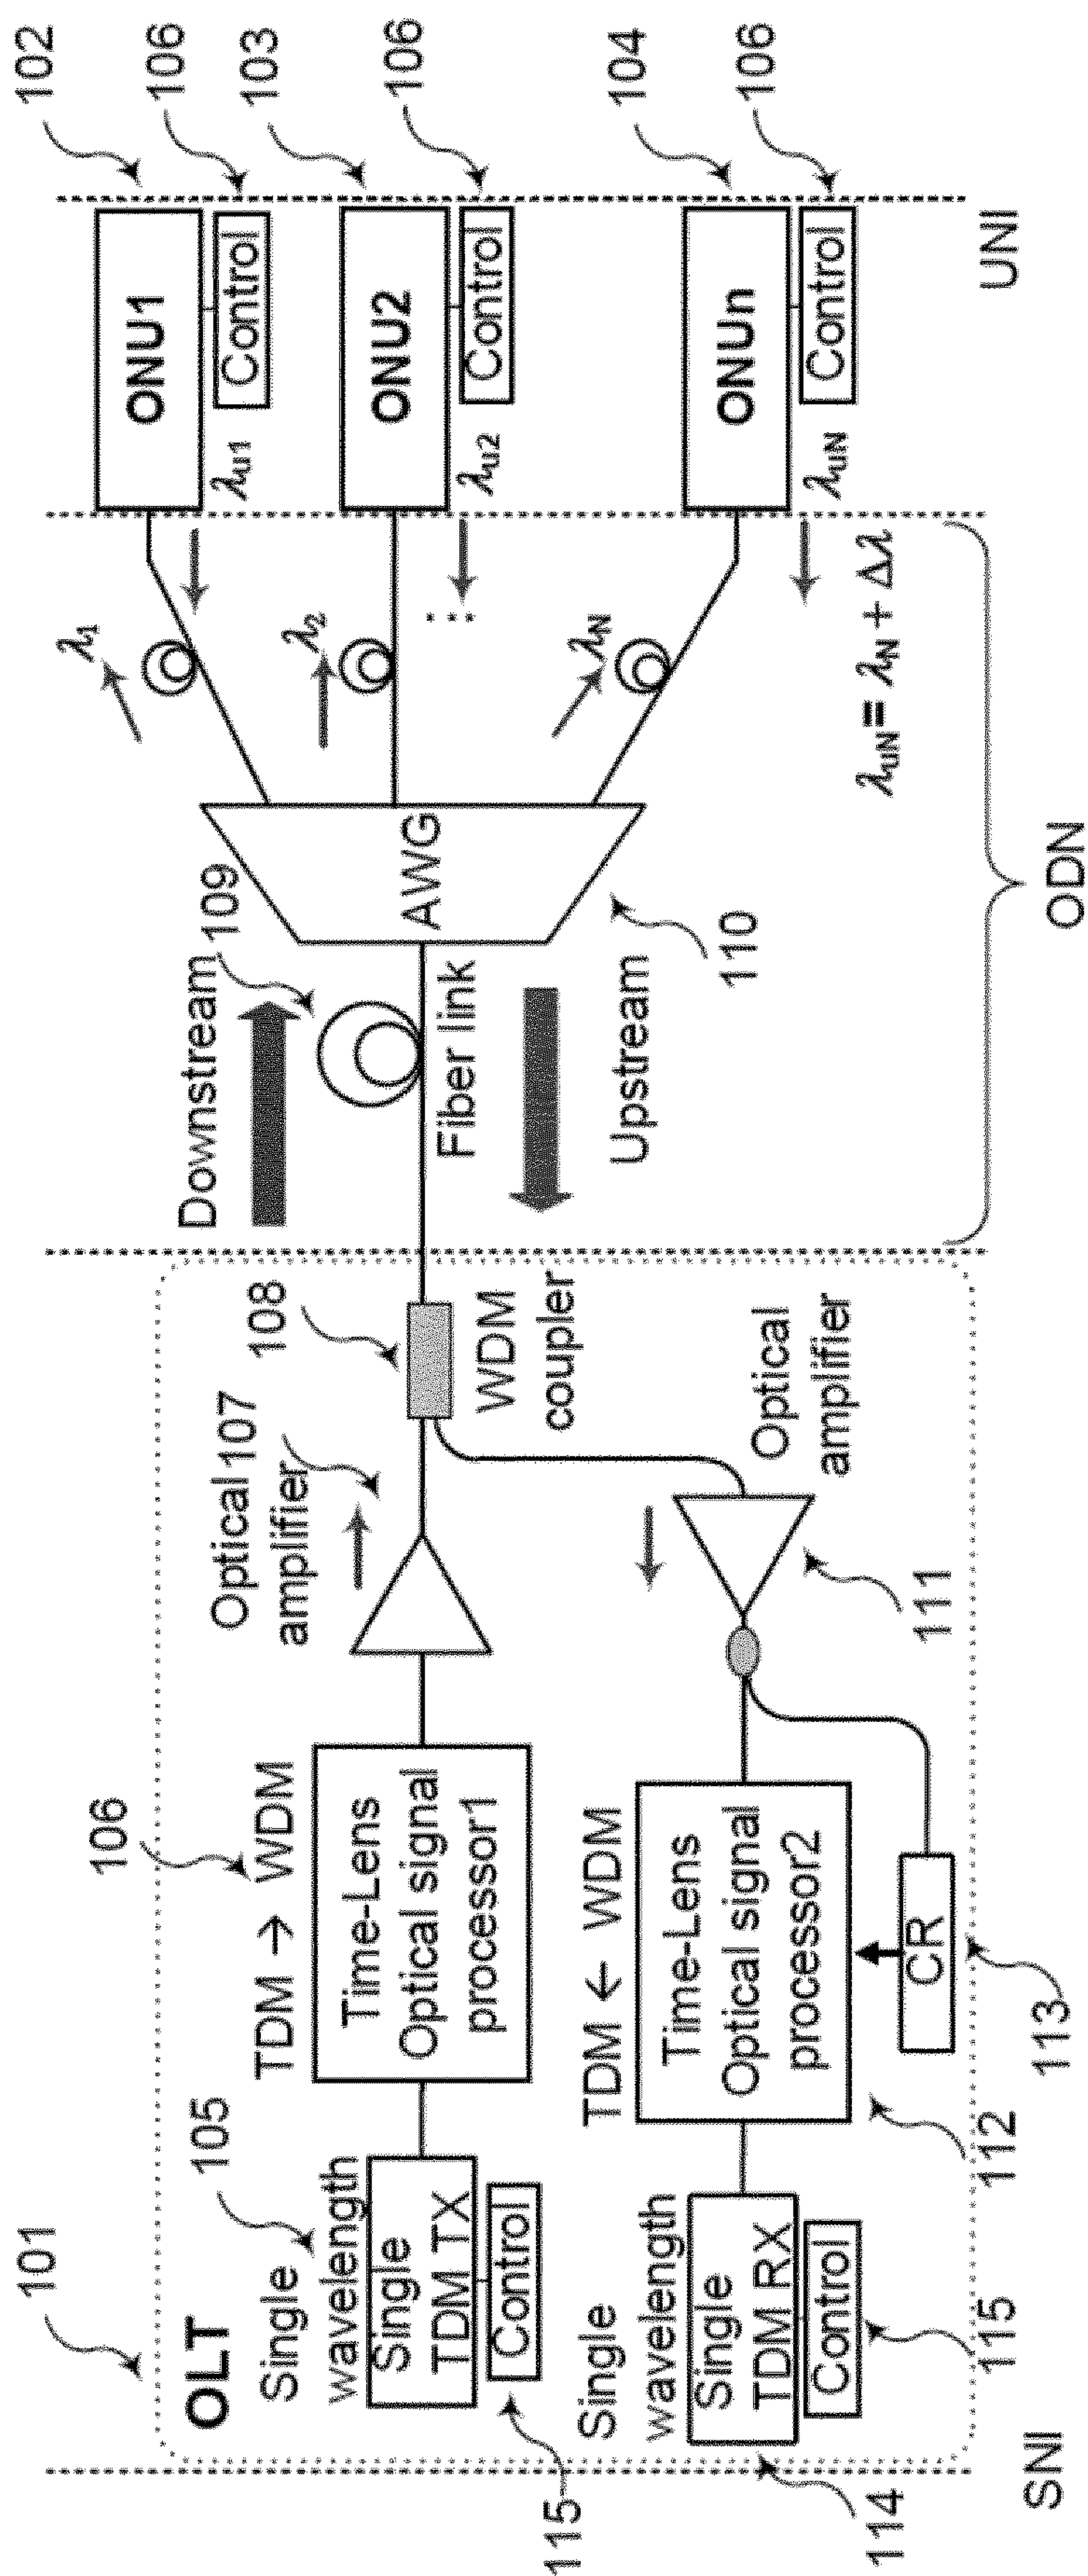 101
OLT
Single
wavelength
105
Single
TDM TX
Control
115
TDM → WDM
106
Time-Lens
Optical signal
processor1
Optical
amplifier
107
108
WDM
coupler
Single
wavelength
Single
TDM RX
Control
114
115
TDM ← WDM
Time-Lens
Optical signal
processor2
112
CR
113
111
Optical
amplifier
SNI
Downstream
109
Fiber link
Upstream
AWG
110
λ1
λ2
λN
⋮
ODN
λuN = λN + Δλ
102
ONU1
106
Control
λu1
103
ONU2
106
Control
λu2
104
ONUn
106
Control
λuN
UNI